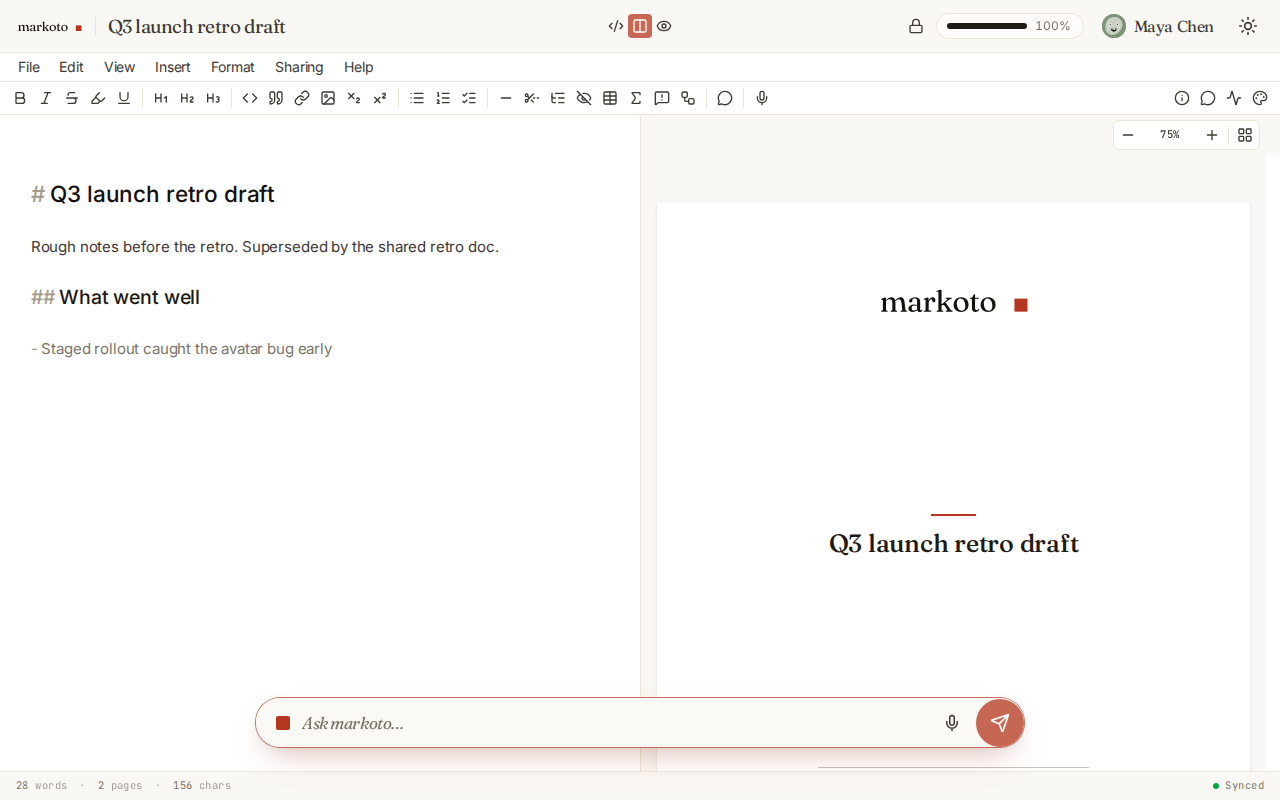 markoto
Q3 launch retro draft
100%
Maya Chen
File Edit View Insert Format Sharing Help
H1 H2 H3
75%
# Q3 launch retro draft
Rough notes before the retro. Superseded by the shared retro doc.
## What went well
- Staged rollout caught the avatar bug early
markoto
Q3 launch retro draft
Ask markoto...
28 words · 2 pages · 156 chars
Synced